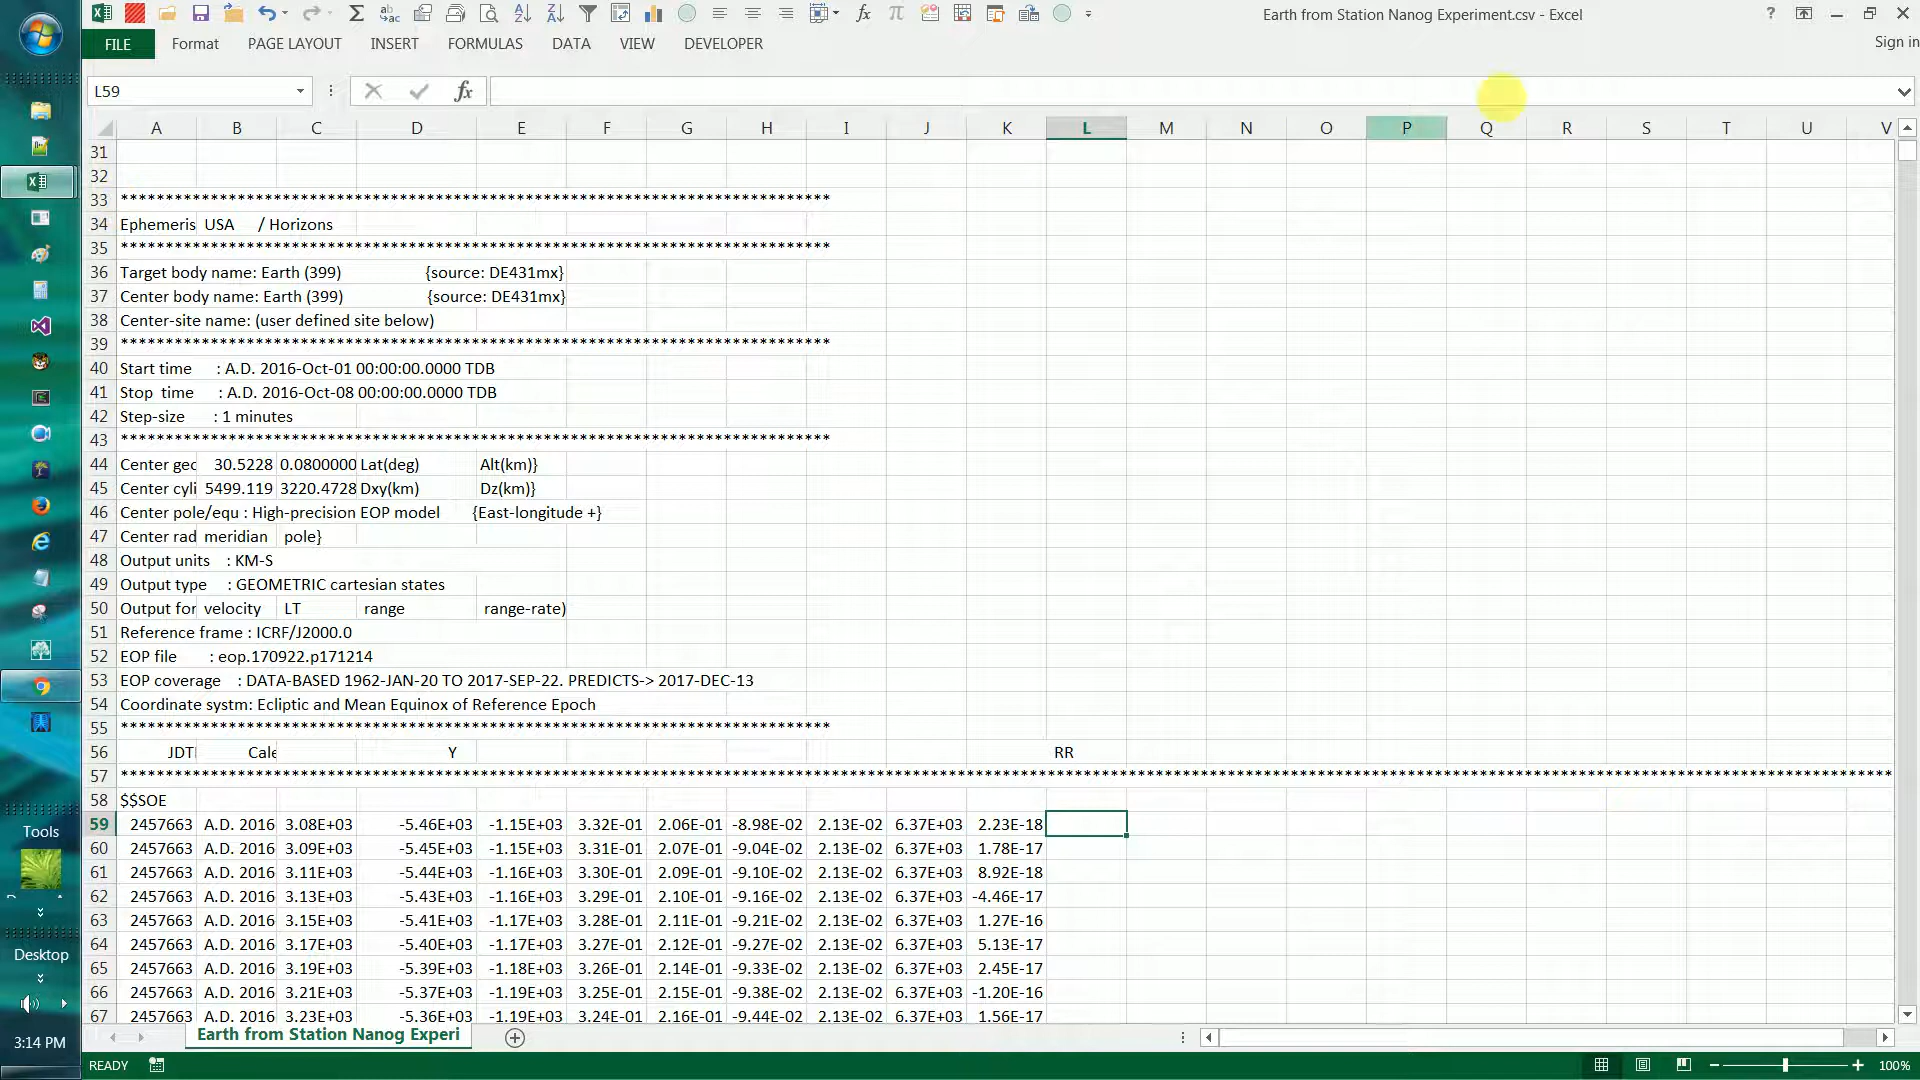 Earth from Station Nanog Experiment.csv - Excel
FILE Format PAGE LAYOUT INSERT FORMULAS DATA VIEW DEVELOPER
Sign in
L59
A B C D E F G H I J K L M N O P Q R S T U V
31
32
33 *******************************************************************************
34 Ephemeris USA / Horizons
35 *******************************************************************************
36 Target body name: Earth (399) {source: DE431mx}
37 Center body name: Earth (399) {source: DE431mx}
38 Center-site name: (user defined site below)
39 *******************************************************************************
40 Start time : A.D. 2016-Oct-01 00:00:00.0000 TDB
41 Stop time : A.D. 2016-Oct-08 00:00:00.0000 TDB
42 Step-size : 1 minutes
43 *******************************************************************************
44 Center geo 30.5228 0.0800000 Lat(deg) Alt(km)}
45 Center cyli 5499.119 3220.4728 Dxy(km) Dz(km)}
46 Center pole/equ : High-precision EOP model {East-longitude +}
47 Center rad meridian pole}
48 Output units : KM-S
49 Output type : GEOMETRIC cartesian states
50 Output for velocity LT range range-rate)
51 Reference frame : ICRF/J2000.0
52 EOP file : eop.170922.p171214
53 EOP coverage : DATA-BASED 1962-JAN-20 TO 2017-SEP-22. PREDICTS-> 2017-DEC-13
54 Coordinate systm: Ecliptic and Mean Equinox of Reference Epoch
55 *******************************************************************************
56 JDT Cale Y RR
57 *******************************************************************************
58 $$SOE
59 2457663 A.D. 2016 3.08E+03 -5.46E+03 -1.15E+03 3.32E-01 2.06E-01 -8.98E-02 2.13E-02 6.37E+03 2.23E-18
60 2457663 A.D. 2016 3.09E+03 -5.45E+03 -1.15E+03 3.31E-01 2.07E-01 -9.04E-02 2.13E-02 6.37E+03 1.78E-17
61 2457663 A.D. 2016 3.11E+03 -5.44E+03 -1.16E+03 3.30E-01 2.09E-01 -9.10E-02 2.13E-02 6.37E+03 8.92E-18
62 2457663 A.D. 2016 3.13E+03 -5.43E+03 -1.16E+03 3.29E-01 2.10E-01 -9.16E-02 2.13E-02 6.37E+03 -4.46E-17
63 2457663 A.D. 2016 3.15E+03 -5.41E+03 -1.17E+03 3.28E-01 2.11E-01 -9.21E-02 2.13E-02 6.37E+03 1.27E-16
64 2457663 A.D. 2016 3.17E+03 -5.40E+03 -1.17E+03 3.27E-01 2.12E-01 -9.27E-02 2.13E-02 6.37E+03 5.13E-17
65 2457663 A.D. 2016 3.19E+03 -5.39E+03 -1.18E+03 3.26E-01 2.14E-01 -9.33E-02 2.13E-02 6.37E+03 2.45E-17
66 2457663 A.D. 2016 3.21E+03 -5.37E+03 -1.19E+03 3.25E-01 2.15E-01 -9.38E-02 2.13E-02 6.37E+03 -1.20E-16
67 2457663 A.D. 2016 3.23E+03 -5.36E+03 -1.19E+03 3.24E-01 2.16E-01 -9.44E-02 2.13E-02 6.37E+03 1.56E-17
Earth from Station Nanog Experi
READY
100%
Tools
Desktop
3:14 PM